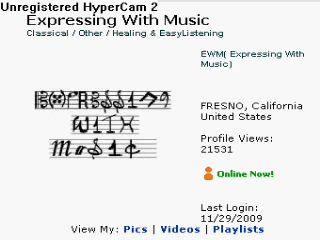 Unregistered HyperCam 2
Expressing With Music
Classical / Other / Healing & EasyListening
EWM( Expressing With
Music)
WITH
FRESNO, California
United States
Profile Views:
21531
Online Now!
Last Login:
11/29/2009
View My: Pics | Videos | Playlists